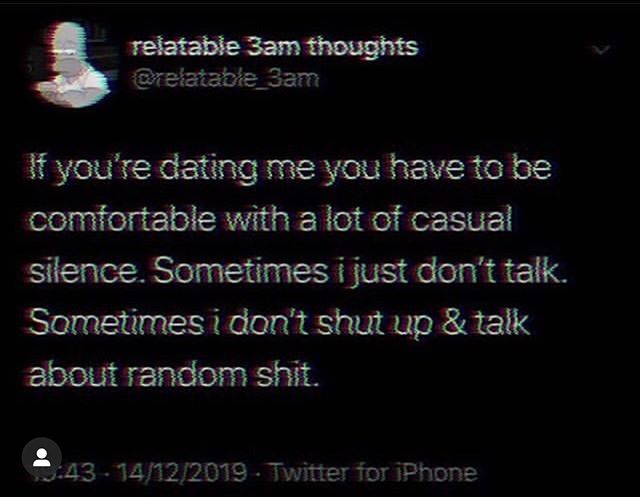 relatable 3am thoughts
@relatable_3am
If you're dating me you have to be
comfortable with a lot of casual
silence. Sometimes i just don't talk.
Sometimes i don't shut up & talk
about random shit.
:43 · 14/12/2019 · Twitter for iPhone